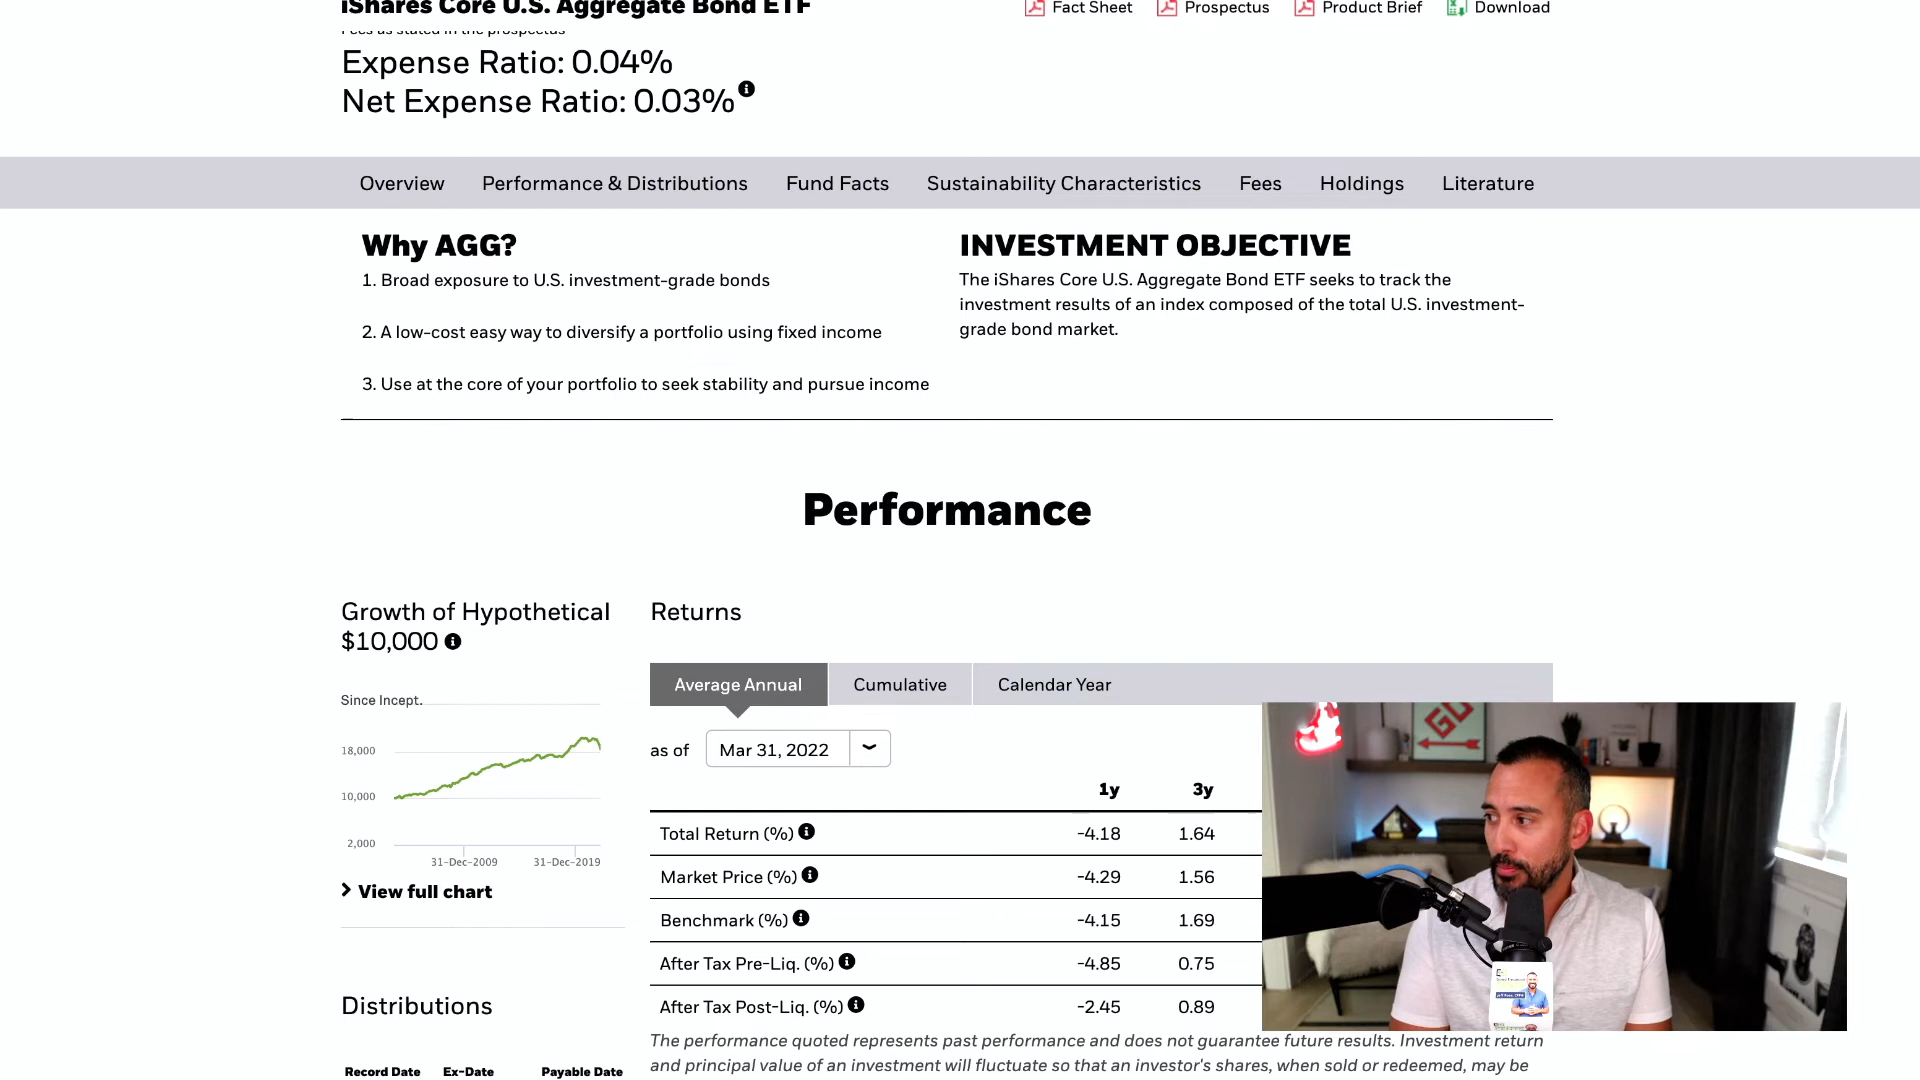 iShares Core U.S. Aggregate Bond ETF
Fact Sheet Prospectus Product Brief Download
Fees as stated in the prospectus
Expense Ratio: 0.04%
Net Expense Ratio: 0.03%
Overview Performance & Distributions Fund Facts Sustainability Characteristics Fees Holdings Literature
Why AGG?
1. Broad exposure to U.S. investment-grade bonds
2. A low-cost easy way to diversify a portfolio using fixed income
3. Use at the core of your portfolio to seek stability and pursue income
INVESTMENT OBJECTIVE
The iShares Core U.S. Aggregate Bond ETF seeks to track the
investment results of an index composed of the total U.S. investment-
grade bond market.
Performance
Growth of Hypothetical
$10,000
Since Incept.
18,000
10,000
2,000
31-Dec-2009 31-Dec-2019
View full chart
Distributions
Record Date Ex-Date Payable Date
Returns
Average Annual Cumulative Calendar Year
as of Mar 31, 2022
1y 3y
Total Return (%) -4.18 1.64
Market Price (%) -4.29 1.56
Benchmark (%) -4.15 1.69
After Tax Pre-Liq. (%) -4.85 0.75
After Tax Post-Liq. (%) -2.45 0.89
The performance quoted represents past performance and does not guarantee future results. Investment return
and principal value of an investment will fluctuate so that an investor's shares, when sold or redeemed, may be